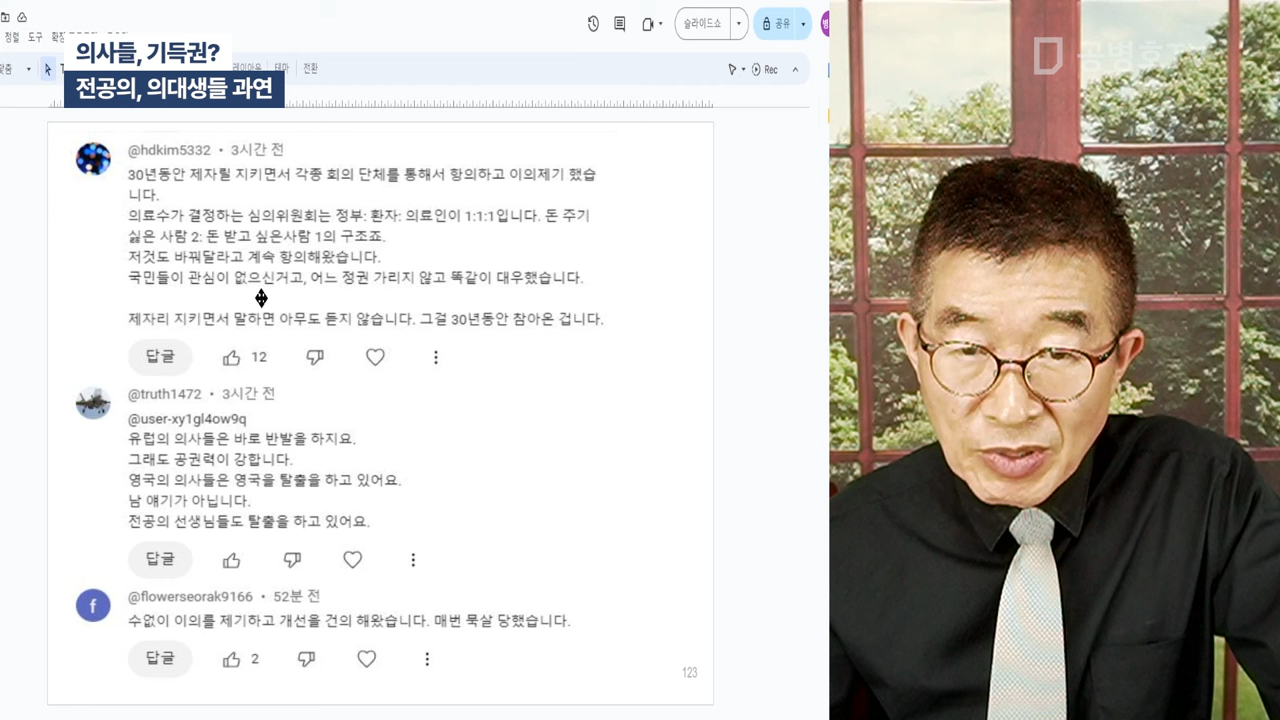 정렬 도구
슬라이드쇼
공유
의사들, 기득권?
전공의, 의대생들 과연
테마
전환
Rec
공병호
@hdkim5332 • 3시간 전
30년동안 제자릴 지키면서 각종 회의 단체를 통해서 항의하고 이의제기 했습
니다.
의료수가 결정하는 심의위원회는 정부: 환자: 의료인이 1:1:1입니다. 돈 주기
싫은 사람 2: 돈 받고 싶은사람 1의 구조죠.
저것도 바꿔달라고 계속 항의해왔습니다.
국민들이 관심이 없으신거고, 어느 정권 가리지 않고 똑같이 대우했습니다.
제자리 지키면서 말하면 아무도 듣지 않습니다. 그걸 30년동안 참아온 겁니다.
답글 12
@truth1472 • 3시간 전
@user-xy1gl4ow9q
유럽의 의사들은 바로 반발을 하지요.
그래도 공권력이 강합니다.
영국의 의사들은 영국을 탈출을 하고 있어요.
남 얘기가 아닙니다.
전공의 선생님들도 탈출을 하고 있어요.
답글
f
@flowerseorak9166 • 52분 전
수없이 이의를 제기하고 개선을 건의 해왔습니다. 매번 묵살 당했습니다.
답글 2
123